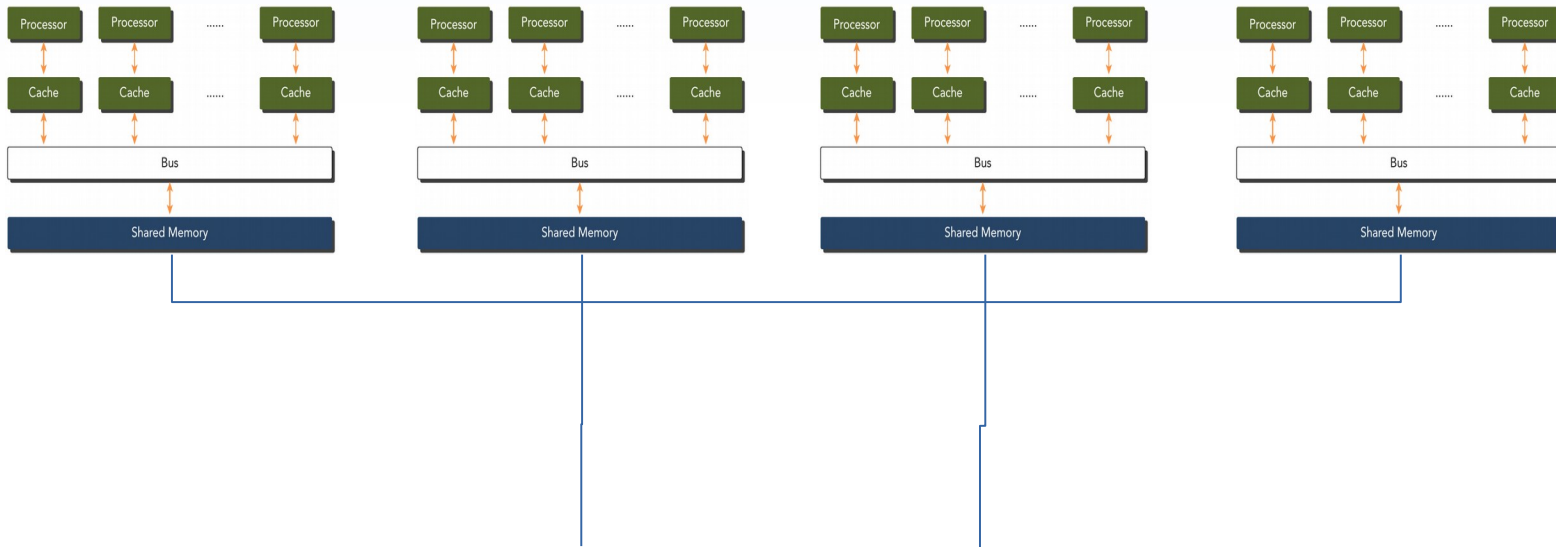 Processor Processor ...... Processor Processor Processor ...... Processor Processor Processor ...... Processor Processor Processor ...... Processor
Cache Cache ...... Cache Cache Cache ...... Cache Cache Cache ...... Cache Cache Cache ...... Cache
Bus Bus Bus Bus
Shared Memory Shared Memory Shared Memory Shared Memory